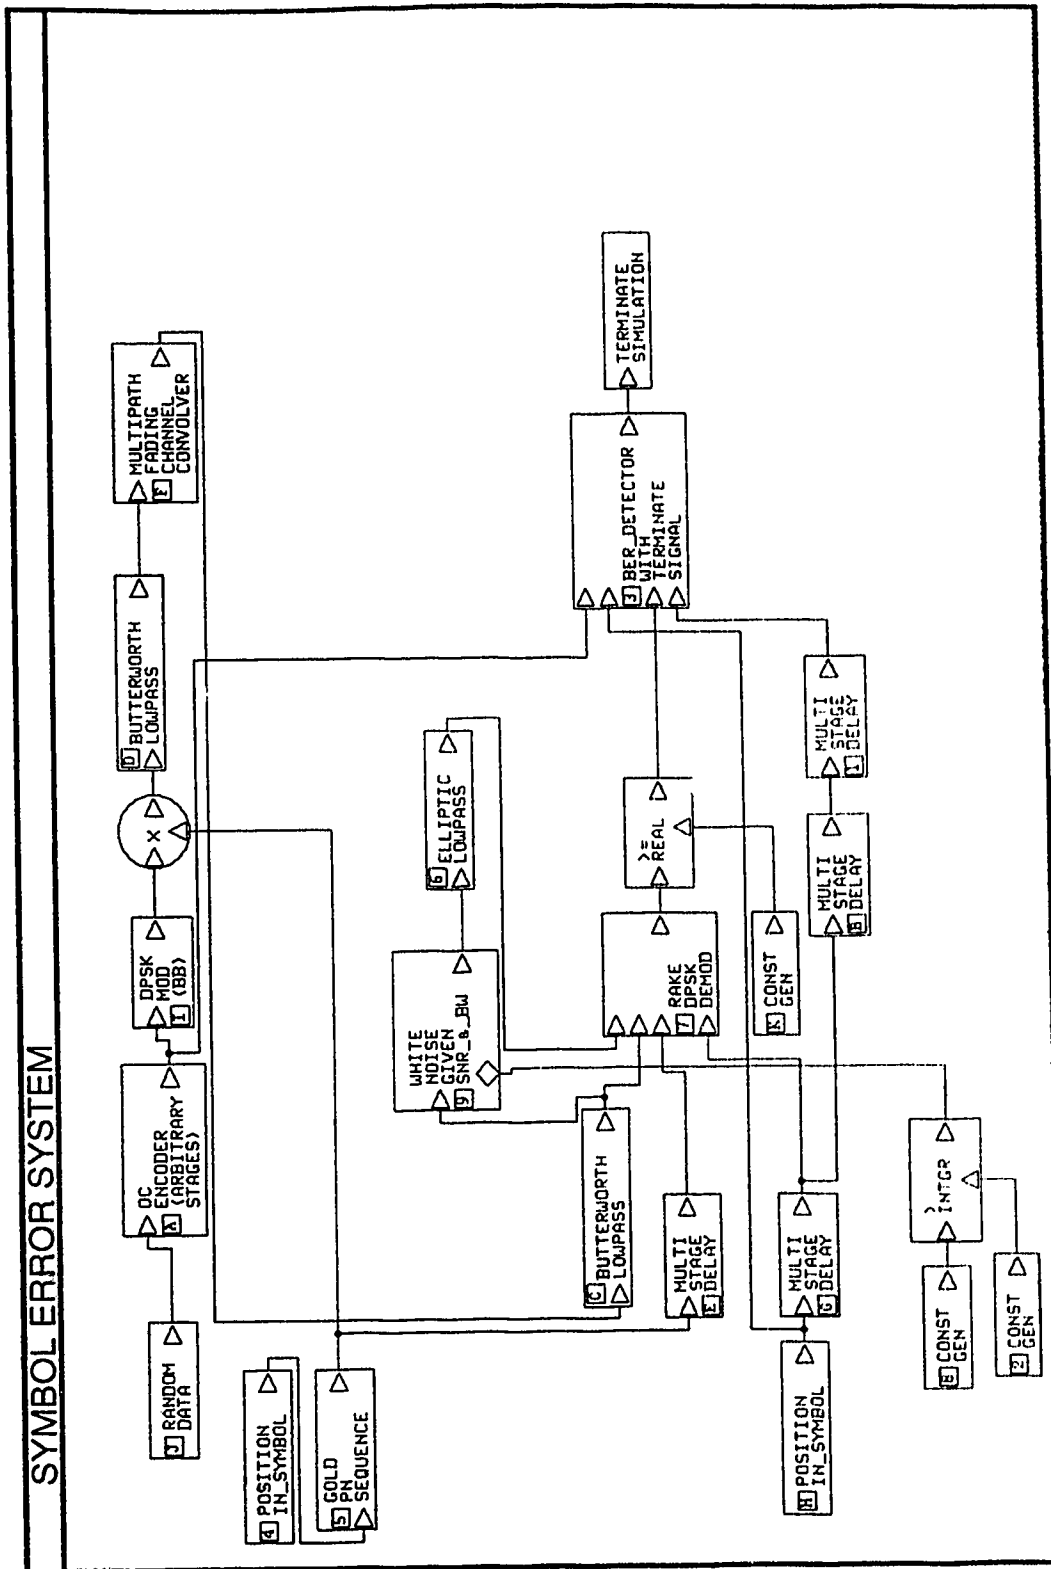 SYMBOL ERROR SYSTEM
J RANDOM
DATA
OC
ENCODER
A (ARBITRARY
STAGES)
DPSK
MOD
I (BB)
X
D BUTTERWORTH
LOWPASS
MULTIPATH
FADING
F CHANNEL
CONVOLVER
4 POSITION
IN_SYMBOL
GOLD
5 PN
SEQUENCE
WHITE
NOISE
GIVEN
9 SNR_&_BW
6 ELLIPTIC
LOWPASS
C BUTTERWORTH
LOWPASS
MULTI
STAGE
E DELAY
RAKE
7 DPSK
DEMOD
>=
REAL
3 BER_DETECTOR
WITH
TERMINATE
SIGNAL
TERMINATE
SIMULATION
K CONST
GEN
H POSITION
IN_SYMBOL
MULTI
STAGE
G DELAY
MULTI
STAGE
B DELAY
MULTI
STAGE
1 DELAY
CONST
GEN
>
INTGR
2 CONST
GEN